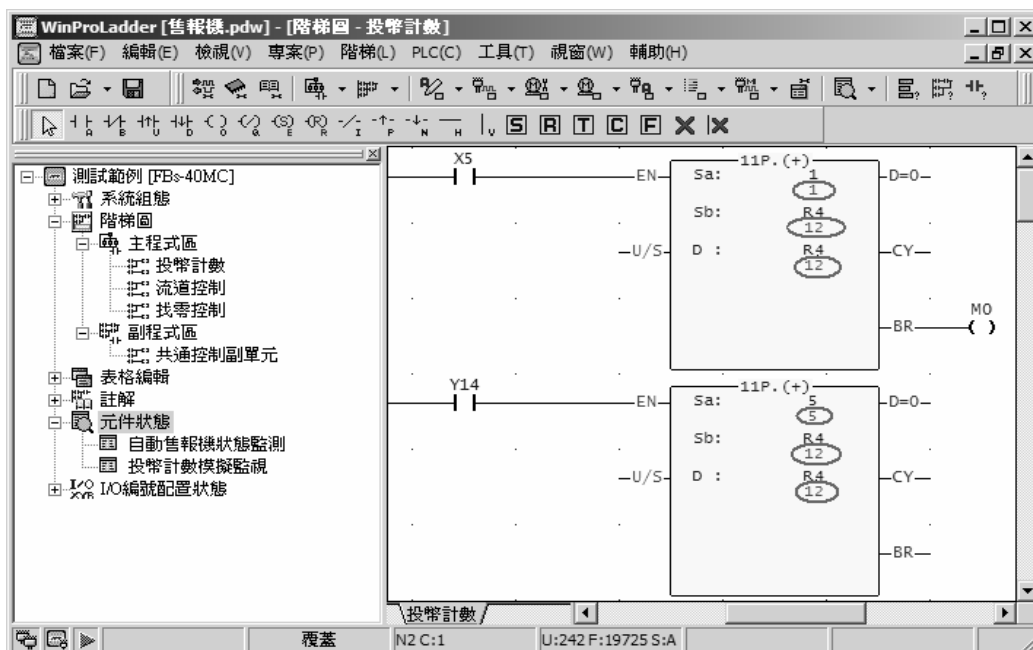 WinProLadder [售報機.pdw] - [階梯圖 - 投幣計數]
檔案(F) 編輯(E) 檢視(V) 專案(P) 階梯(L) PLC(C) 工具(T) 視窗(W) 輔助(H)
A B U D O Q E R I P N H V S R T C F
測試範例 [FBs-40MC]
系統組態
階梯圖
主程式區
投幣計數
流道控制
找零控制
副程式區
共通控制副單元
表格編輯
註解
元件狀態
自動售報機狀態監測
投幣計數模擬監視
I/O編號配置狀態
X5
11P.(+)
EN Sa: 1 D=0
1
Sb: R4
12
U/S D : R4 CY
12
M0
BR ( )
Y14
11P.(+)
EN Sa: 5 D=0
5
Sb: R4
12
U/S D : R4 CY
12
BR
投幣計數
覆蓋 N2 C:1 U:242 F:19725 S:A